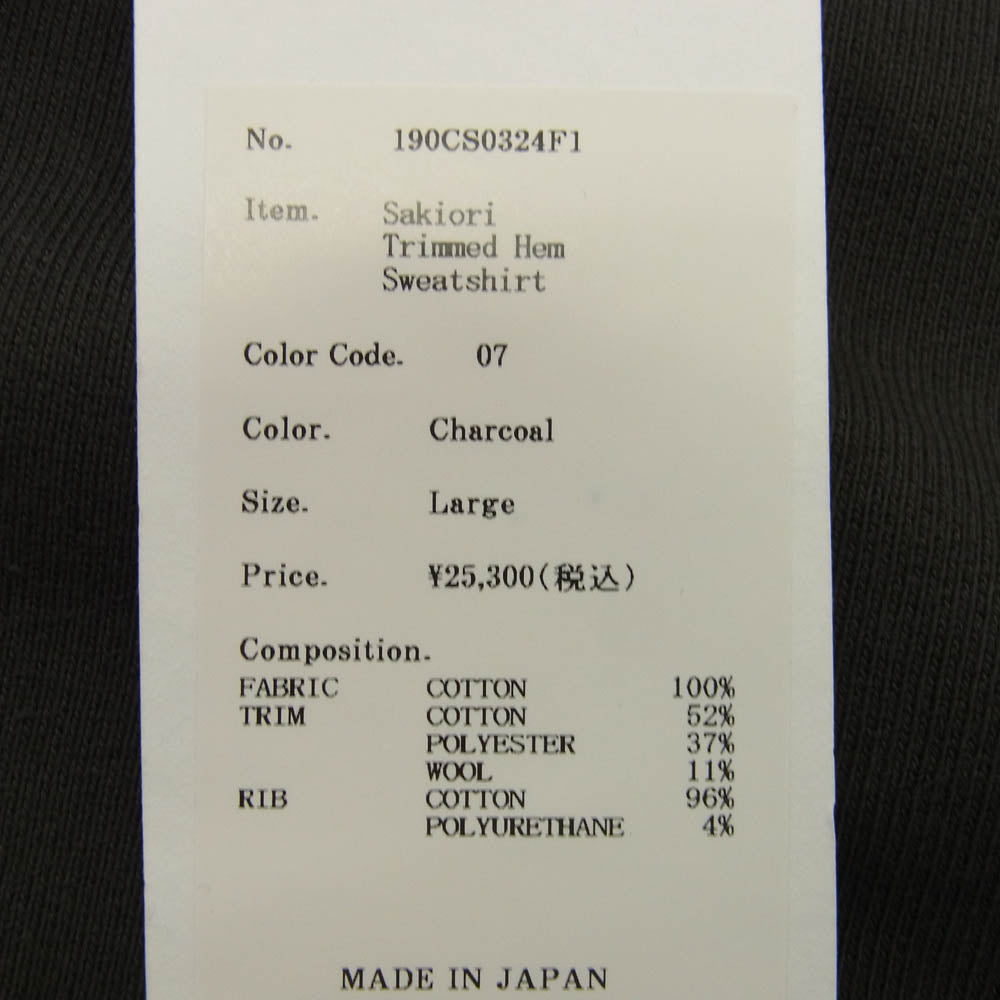 No. 190CS0324F1
Item. Sakiori
Trimmed Hem
Sweatshirt
Color Code. 07
Color. Charcoal
Size. Large
Price. ¥25,300(税込)
Composition.
FABRIC COTTON 100%
TRIM COTTON 52%
POLYESTER 37%
WOOL 11%
RIB COTTON 96%
POLYURETHANE 4%
MADE IN JAPAN